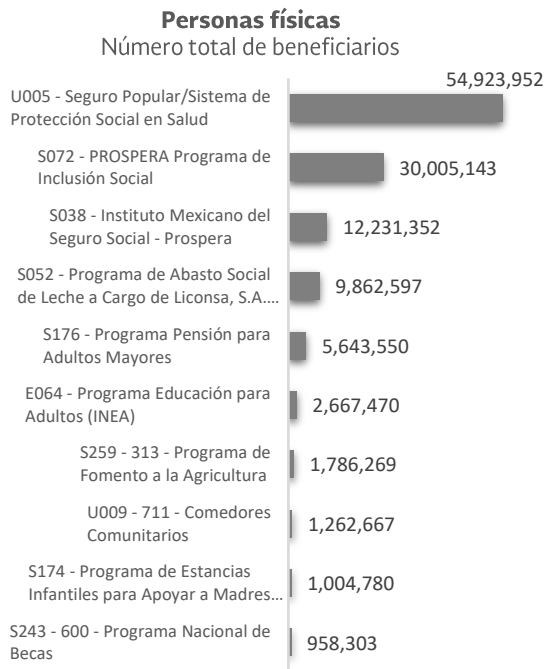 Personas físicas
Número total de beneficiarios
54,923,952
U005 - Seguro Popular/Sistema de
Protección Social en Salud
S072 - PROSPERA Programa de
Inclusión Social
30,005,143
S038 - Instituto Mexicano del
Seguro Social - Prospera
12,231,352
S052 - Programa de Abasto Social
de Leche a Cargo de Liconsa, S.A....
9,862,597
S176 - Programa Pensión para
Adultos Mayores
5,643,550
E064 - Programa Educación para
Adultos (INEA)
2,667,470
S259 - 313 - Programa de
Fomento a la Agricultura
1,786,269
U009 - 711 - Comedores
Comunitarios
1,262,667
S174 - Programa de Estancias
Infantiles para Apoyar a Madres...
1,004,780
S243 - 600 - Programa Nacional de
Becas
958,303